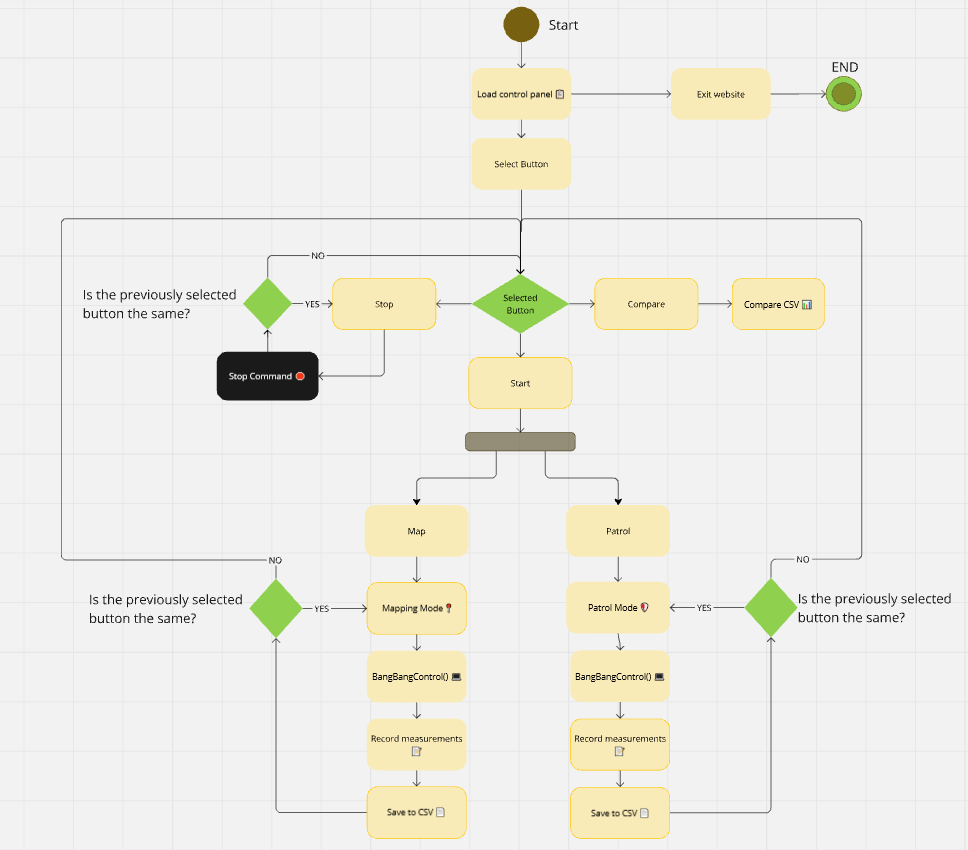 Start
END
Load control panel
Exit website
Select Button
NO
Is the previously selected
button the same?
YES
Stop
Selected
Button
Compare
Compare CSV
Stop Command
Start
Map
Patrol
NO
NO
Is the previously selected
button the same?
YES
Mapping Mode
Patrol Mode
YES
Is the previously selected
button the same?
BangBangControl()
BangBangControl()
Record measurements
Record measurements
Save to CSV
Save to CSV